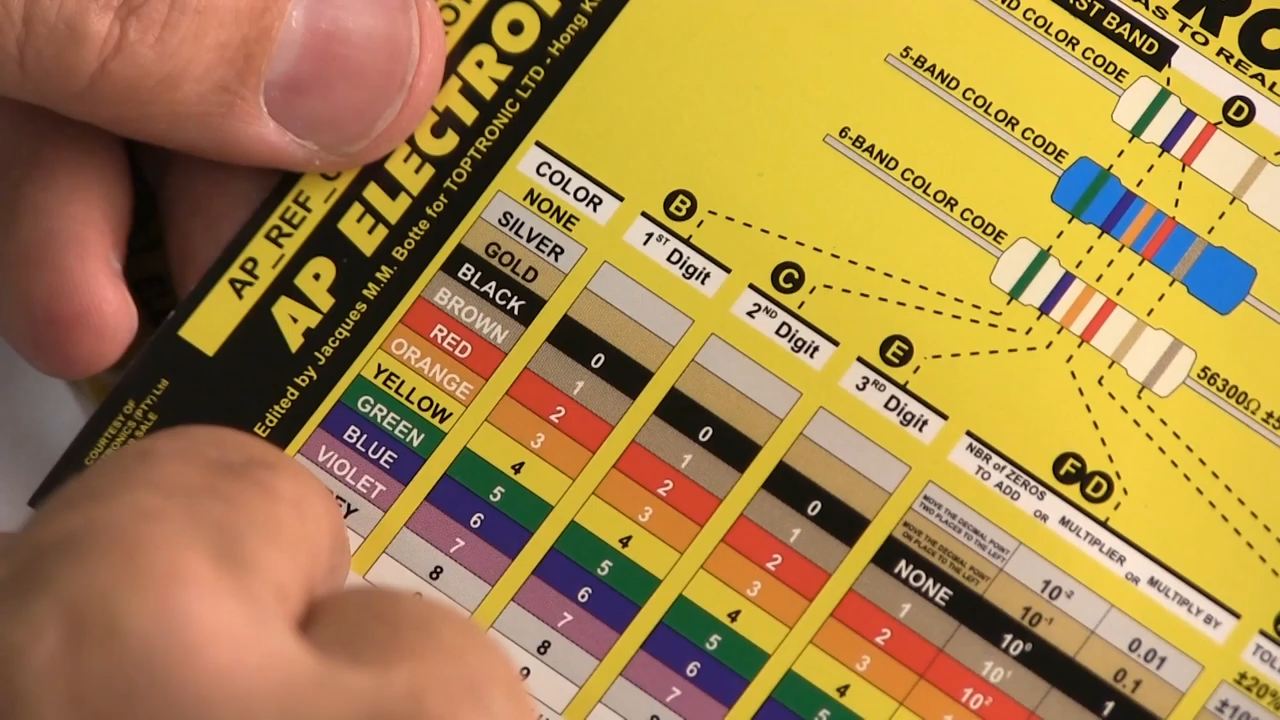 AP_REF_
AP ELECTRO
Edited by Jacques M.M. Botte for TOPTRONIC LTD - Hong K
COURTESY OF
(PTY) Ltd
SALE
AS TO REAL
BAND
COLOR CODE
5-BAND COLOR CODE
6-BAND COLOR CODE
D
56300Ω
COLOR
NONE
SILVER
GOLD
BLACK
BROWN
RED
ORANGE
YELLOW
GREEN
BLUE
VIOLET
B
1ST Digit
0
1
2
3
4
5
6
7
8
C
2ND Digit
0
1
2
3
4
5
6
7
8
9
E
3RD Digit
0
1
2
3
4
5
6
7
F D
NBR of ZEROS
TO ADD OR MULTIPLIER OR MULTIPLY BY
MOVE THE DECIMAL POINT
TWO PLACES TO THE LEFT
10-2
0.01
MOVE THE DECIMAL POINT
ON PLACE TO THE LEFT
10-1
0.1
NONE
100
1
1
101
2
102
3
4
5
±20%